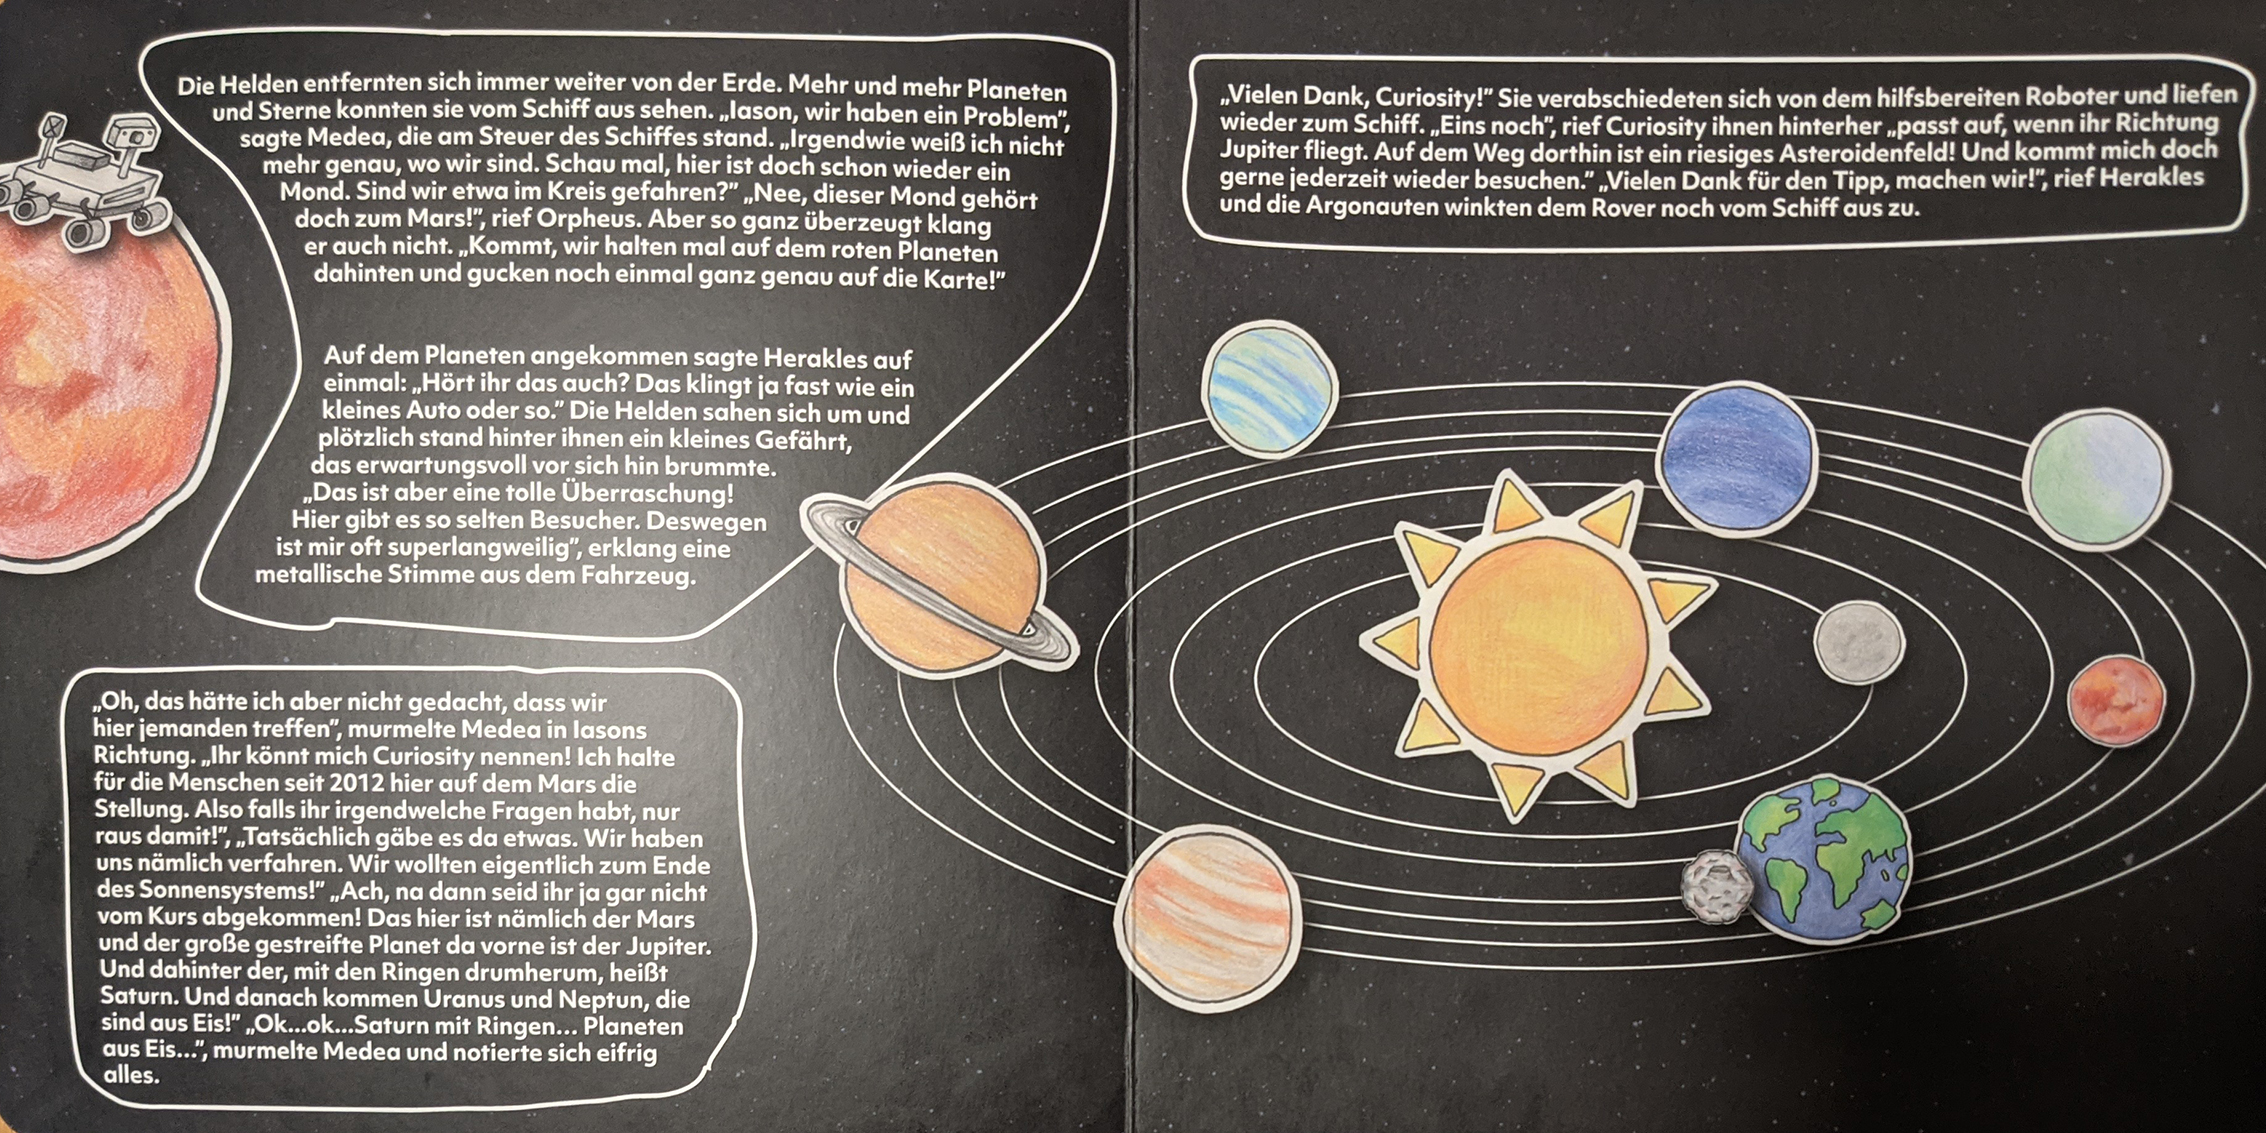 Die Helden entfernten sich immer weiter von der Erde. Mehr und mehr Planeten
und Sterne konnten sie vom Schiff aus sehen. „Iason, wir haben ein Problem”,
sagte Medea, die am Steuer des Schiffes stand. „Irgendwie weiß ich nicht
mehr genau, wo wir sind. Schau mal, hier ist doch schon wieder ein
Mond. Sind wir etwa im Kreis gefahren?” „Nee, dieser Mond gehört
doch zum Mars!”, rief Orpheus. Aber so ganz überzeugt klang
er auch nicht. „Kommt, wir halten mal auf dem roten Planeten
dahinten und gucken noch einmal ganz genau auf die Karte!”
Auf dem Planeten angekommen sagte Herakles auf
einmal: „Hört ihr das auch? Das klingt ja fast wie ein
kleines Auto oder so.” Die Helden sahen sich um und
plötzlich stand hinter ihnen ein kleines Gefährt,
das erwartungsvoll vor sich hin brummte.
„Das ist aber eine tolle Überraschung!
Hier gibt es so selten Besucher. Deswegen
ist mir oft superlangweilig”, erklang eine
metallische Stimme aus dem Fahrzeug.
„Oh, das hätte ich aber nicht gedacht, dass wir
hier jemanden treffen”, murmelte Medea in Iasons
Richtung. „Ihr könnt mich Curiosity nennen! Ich halte
für die Menschen seit 2012 hier auf dem Mars die
Stellung. Also falls ihr irgendwelche Fragen habt, nur
raus damit!”, „Tatsächlich gäbe es da etwas. Wir haben
uns nämlich verfahren. Wir wollten eigentlich zum Ende
des Sonnensystems!” „Ach, na dann seid ihr ja gar nicht
vom Kurs abgekommen! Das hier ist nämlich der Mars
und der große gestreifte Planet da vorne ist der Jupiter.
Und dahinter der, mit den Ringen drumherum, heißt
Saturn. Und danach kommen Uranus und Neptun, die
sind aus Eis!” „Ok...ok...Saturn mit Ringen... Planeten
aus Eis...”, murmelte Medea und notierte sich eifrig
alles.
„Vielen Dank, Curiosity!” Sie verabschiedeten sich von dem hilfsbereiten Roboter und liefen
wieder zum Schiff. „Eins noch”, rief Curiosity ihnen hinterher „passt auf, wenn ihr Richtung
Jupiter fliegt. Auf dem Weg dorthin ist ein riesiges Asteroidenfeld! Und kommt mich doch
gerne jederzeit wieder besuchen.” „Vielen Dank für den Tipp, machen wir!”, rief Herakles
und die Argonauten winkten dem Rover noch vom Schiff aus zu.